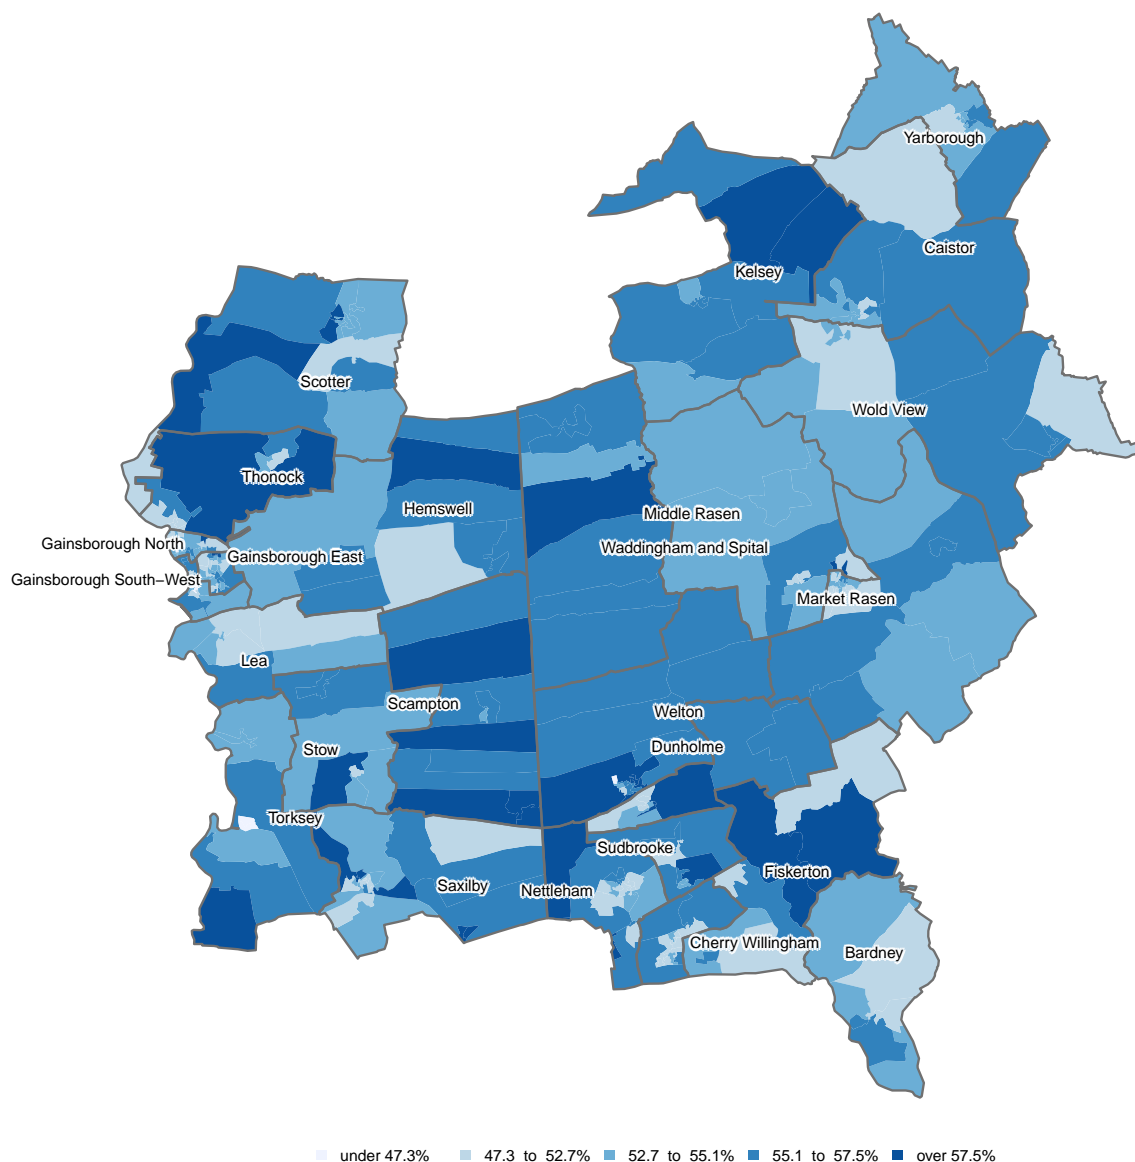 Yarborough
Caistor
Kelsey
Scotter
Wold View
Thonock
Hemswell
Middle Rasen
Gainsborough North
Waddingham and Spital
Gainsborough East
Gainsborough South−West
Market Rasen
Lea
Scampton
Welton
Stow
Dunholme
Torksey
Sudbrooke
Fiskerton
Saxilby
Nettleham
Cherry Willingham
Bardney
under 47.3% 47.3 to 52.7% 52.7 to 55.1% 55.1 to 57.5% over 57.5%